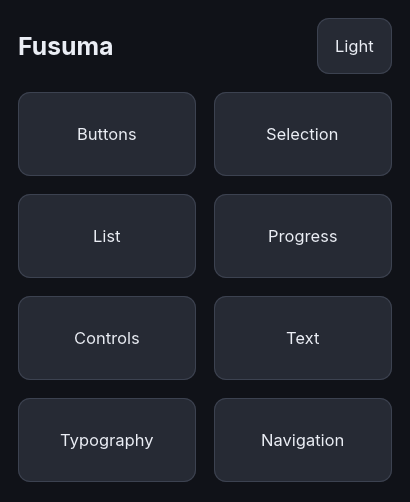 Fusuma
Light
Buttons
Selection
List
Progress
Controls
Text
Typography
Navigation